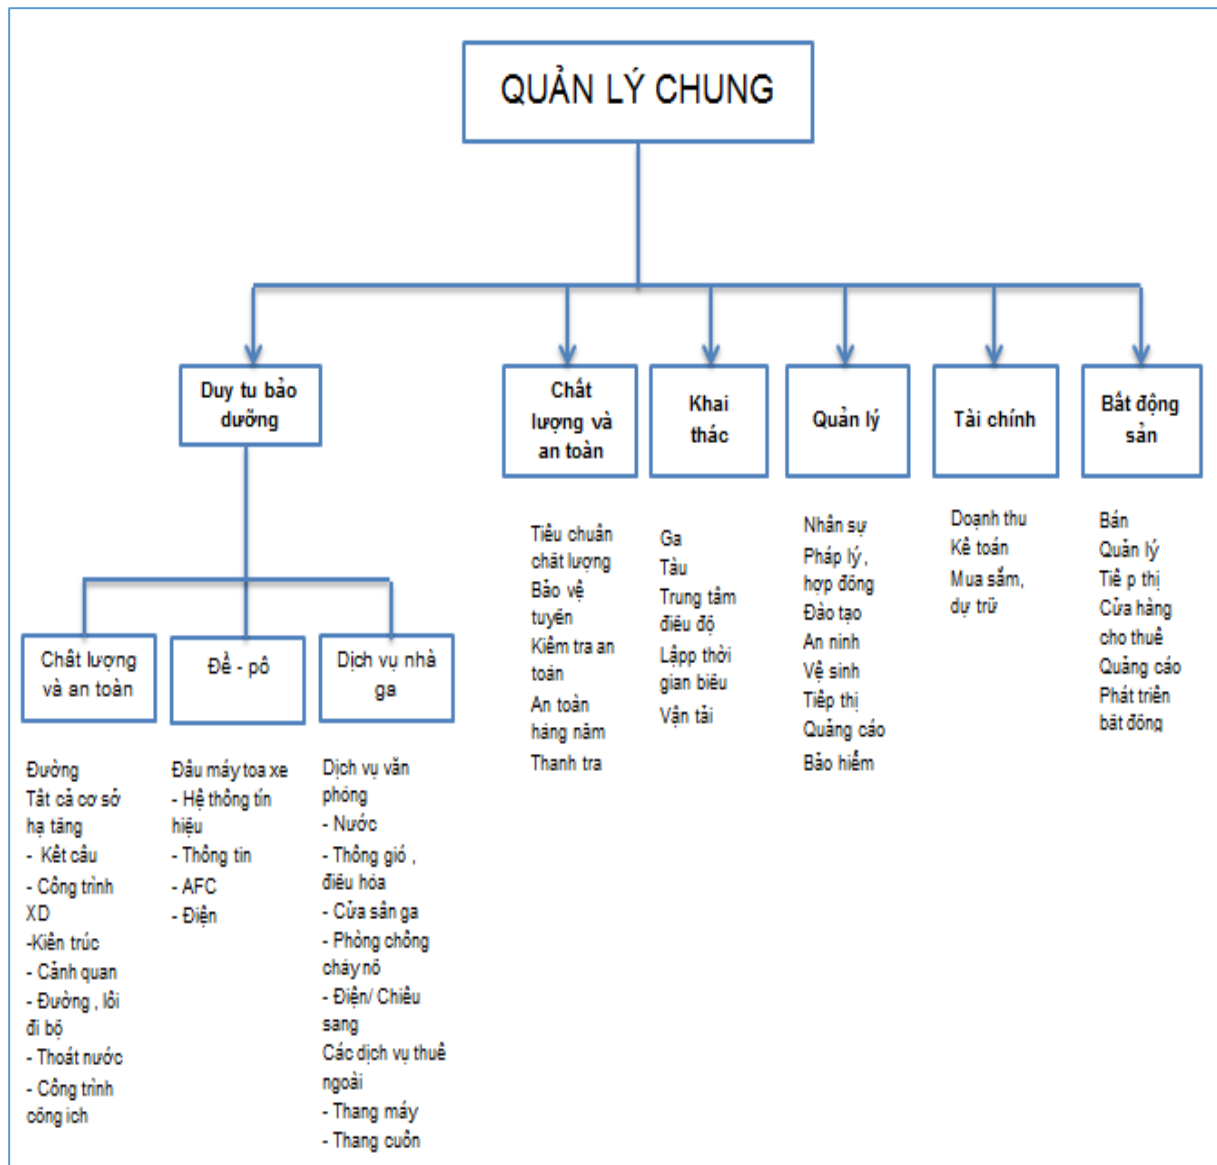 QUẢN LÝ CHUNG
Duy tu bảo
dưỡng
Chất
lượng và
an toàn
Khai
thác
Quản lý
Tài chính
Bất động
sản
Tiêu chuẩn
chất lượng
Bảo vệ
tuyến
Kiểm tra an
toán
An toàn
háng năm
Thanh tra
Ga
Tàu
Trung tâm
điều độ
Lậpp thời
gian biểu
Vận tải
Nhân sự
Pháp lý ,
hợp đồng
Đào tạo
An ninh
Vệ sinh
Tiếp thị
Quảng cáo
Bảo hiểm
Doạnh thu
Kế toán
Mua sắm,
dự trữ
Bán
Quản lý
Tiế p thị
Cửa hàng
cho thuê
Quảng cáo
Phát triển
bất động
Chất lượng
và an toàn
Đề - pô
Dịch vụ nhà
ga
Đường
Tất cả cơ sở
hạ tầng
- Kết cấu
- Công trình
XD
-Kiến trúc
- Cảnh quan
- Đường , lối
đi bộ
- Thoát nước
- Công trình
công ich
Đầu máy toa xe
- Hệ thống tín
hiệu
- Thông tin
- AFC
- Điện
Dịch vụ văn
phóng
- Nước
- Thông gió ,
điều hóa
- Cửa sân ga
- Phòng chống
cháy nổ
- Điện/ Chiếu
sang
Các dịch vụ thuê
ngoài
- Thang máy
- Thang cuốn